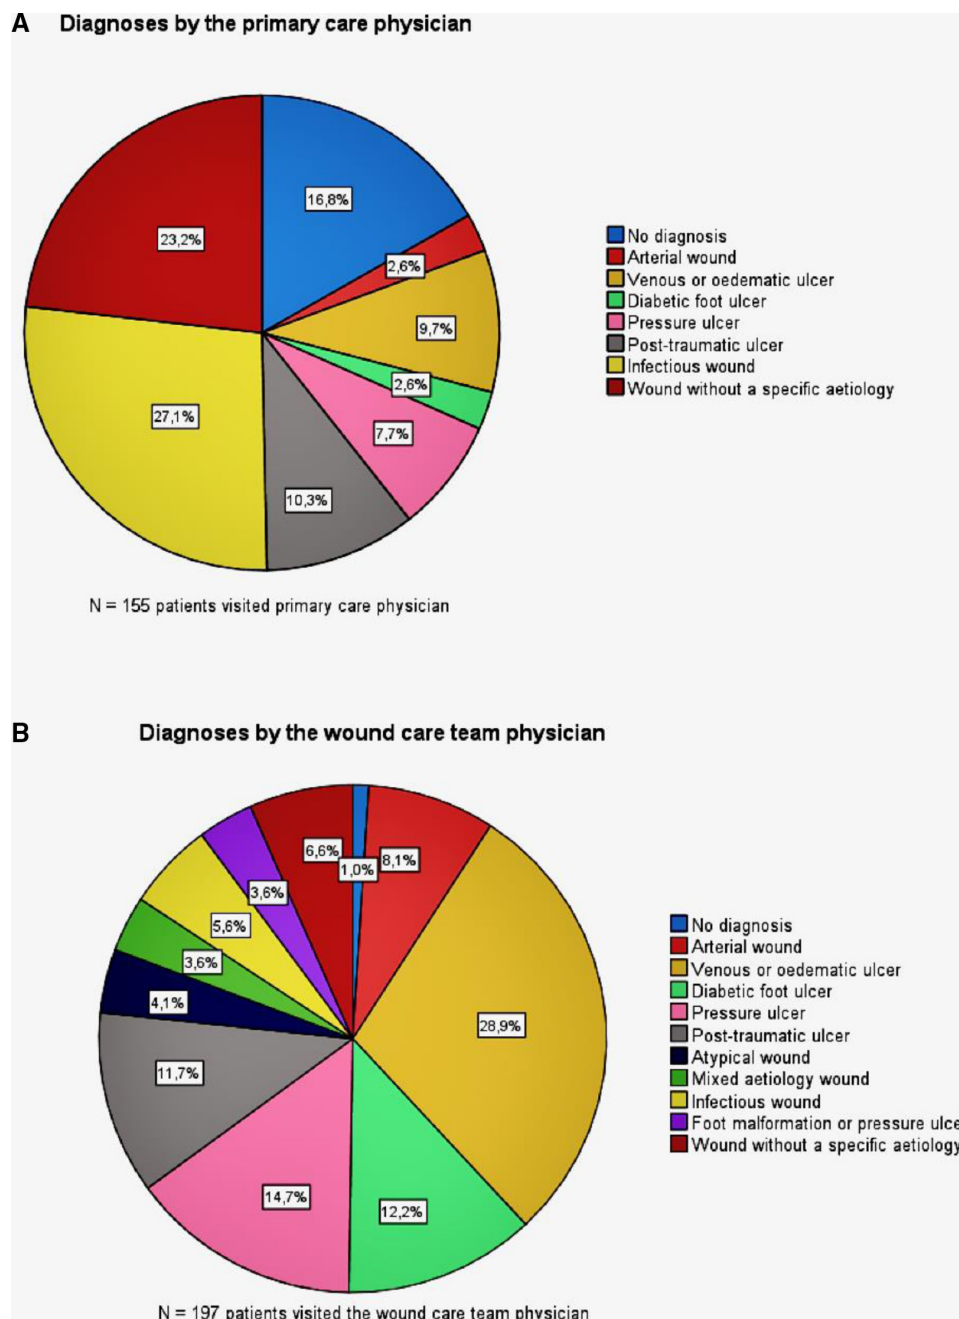 A Diagnoses by the primary care physician
16,8%
23,2%
2,6%
9,7%
2,6%
27,1%
7,7%
10,3%
No diagnosis
Arterial wound
Venous or oedematic ulcer
Diabetic foot ulcer
Pressure ulcer
Post-traumatic ulcer
Infectious wound
Wound without a specific aetiology
N = 155 patients visited primary care physician
B Diagnoses by the wound care team physician
6,6%
1,0%
8,1%
3,6%
5,6%
3,6%
4,1%
28,9%
11,7%
14,7%
12,2%
No diagnosis
Arterial wound
Venous or oedematic ulcer
Diabetic foot ulcer
Pressure ulcer
Post-traumatic ulcer
Atypical wound
Mixed aetiology wound
Infectious wound
Foot malformation or pressure ulce
Wound without a specific aetiology
N = 197 patients visited the wound care team physician